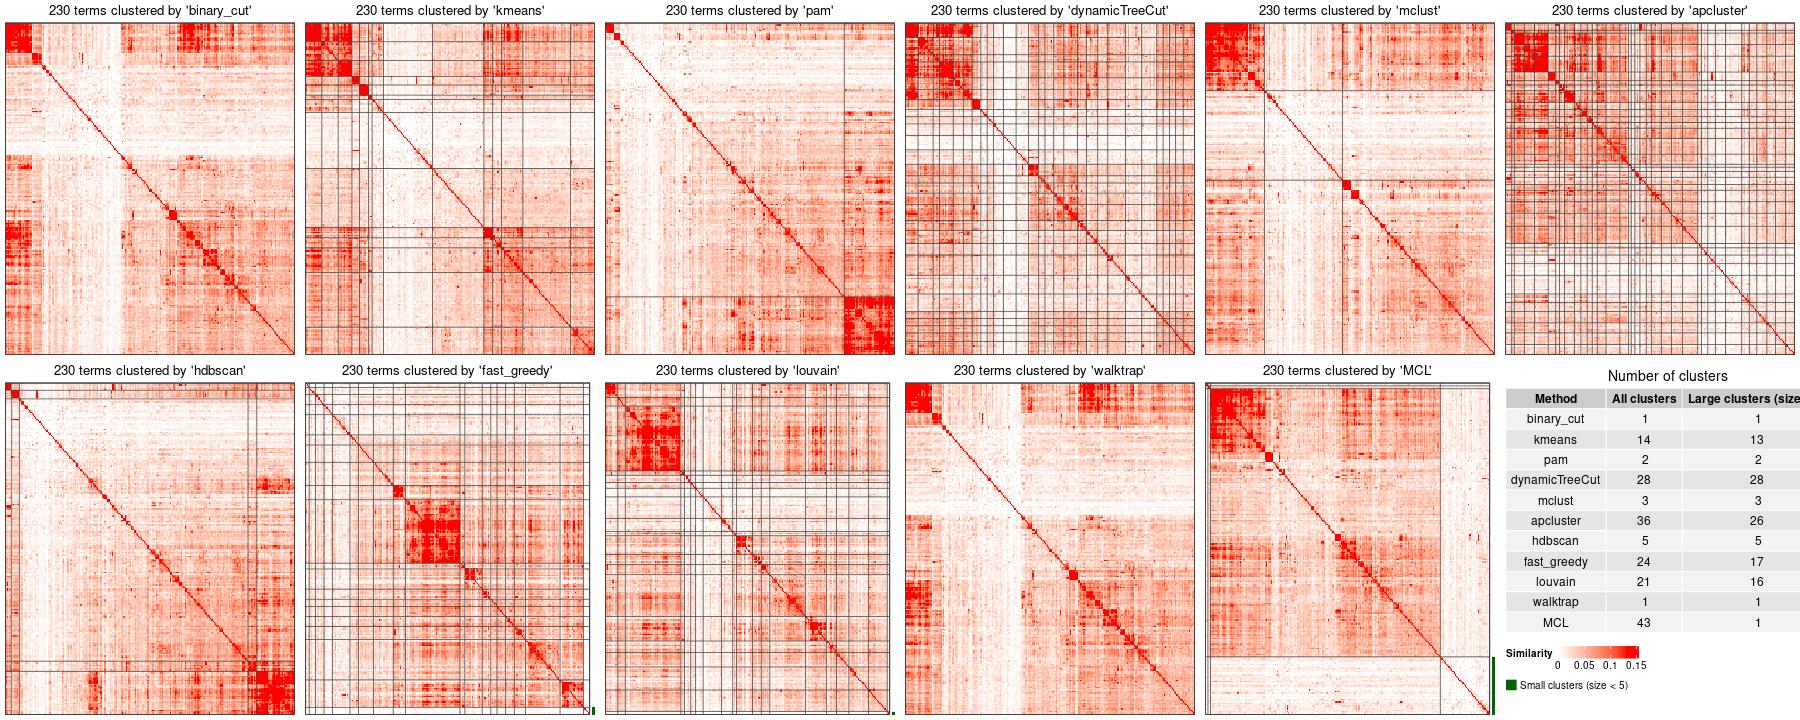 230 terms clustered by 'binary_cut'
230 terms clustered by 'kmeans'
230 terms clustered by 'pam'
230 terms clustered by 'dynamicTreeCut'
230 terms clustered by 'mclust'
230 terms clustered by 'apcluster'
230 terms clustered by 'hdbscan'
230 terms clustered by 'fast_greedy'
230 terms clustered by 'louvain'
230 terms clustered by 'walktrap'
230 terms clustered by 'MCL'
Number of clusters
Method All clusters Large clusters (size
binary_cut 1 1
kmeans 14 13
pam 2 2
dynamicTreeCut 28 28
mclust 3 3
apcluster 36 26
hdbscan 5 5
fast_greedy 24 17
louvain 21 16
walktrap 1 1
MCL 43 1
Similarity
0 0.05 0.1 0.15
Small clusters (size < 5)